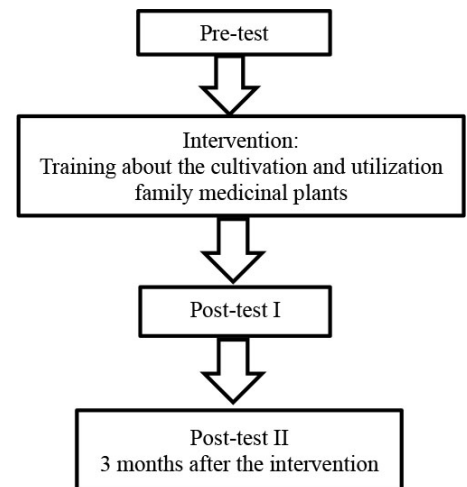 Pre-test
Intervention:
Training about the cultivation and utilization
family medicinal plants
Post-test I
Post-test II
3 months after the intervention